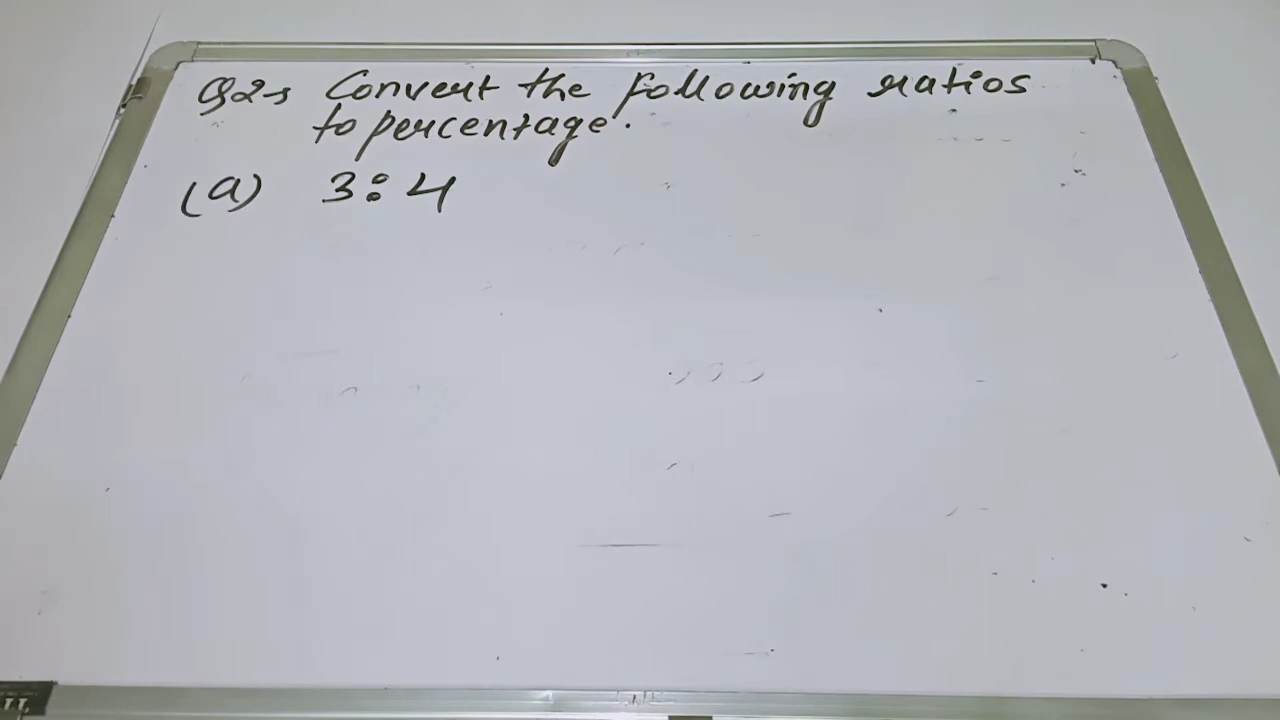 Q2→ Convert the following ratios
to percentage.
(a) 3:4